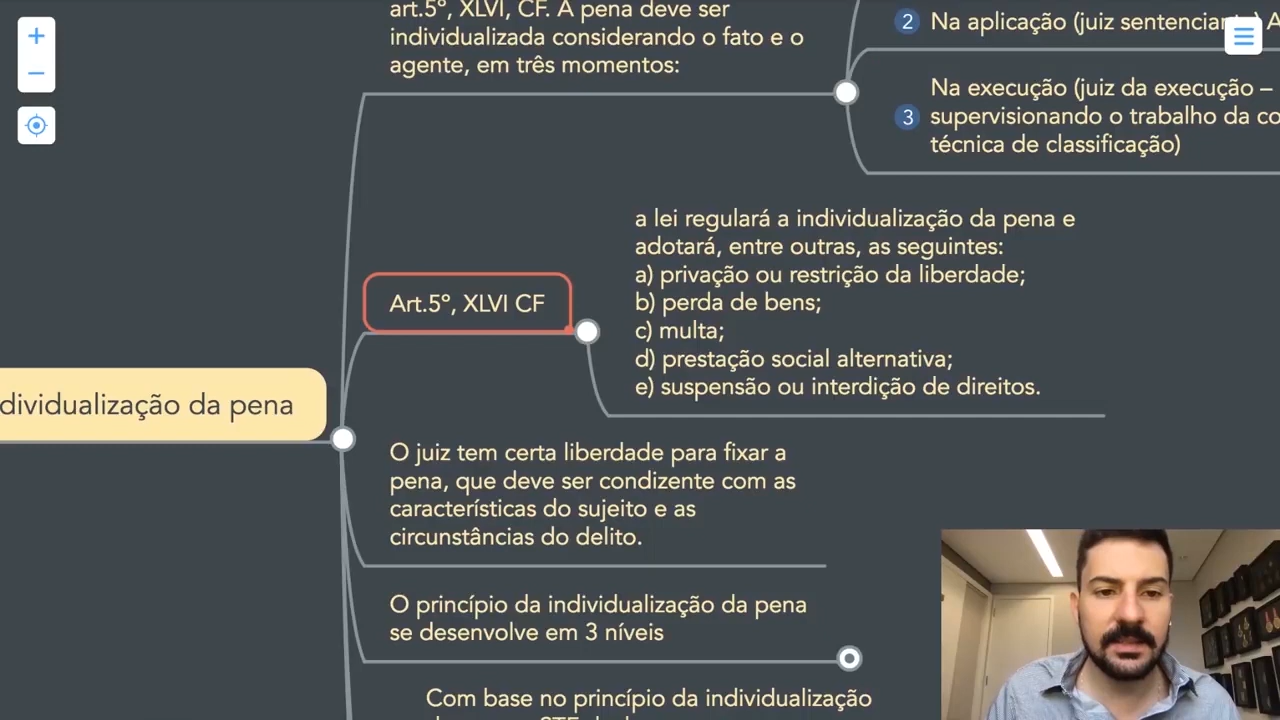 art.5º, XLVI, CF. A pena deve ser
individualizada considerando o fato e o
agente, em três momentos:
2 Na aplicação (juiz sentenciante) A
3 Na execução (juiz da execução –
supervisionando o trabalho da co
técnica de classificação)
Art.5º, XLVI CF
a lei regulará a individualização da pena e
adotará, entre outras, as seguintes:
a) privação ou restrição da liberdade;
b) perda de bens;
c) multa;
d) prestação social alternativa;
e) suspensão ou interdição de direitos.
dividualização da pena
O juiz tem certa liberdade para fixar a
pena, que deve ser condizente com as
características do sujeito e as
circunstâncias do delito.
O princípio da individualização da pena
se desenvolve em 3 níveis
Com base no princípio da individualização